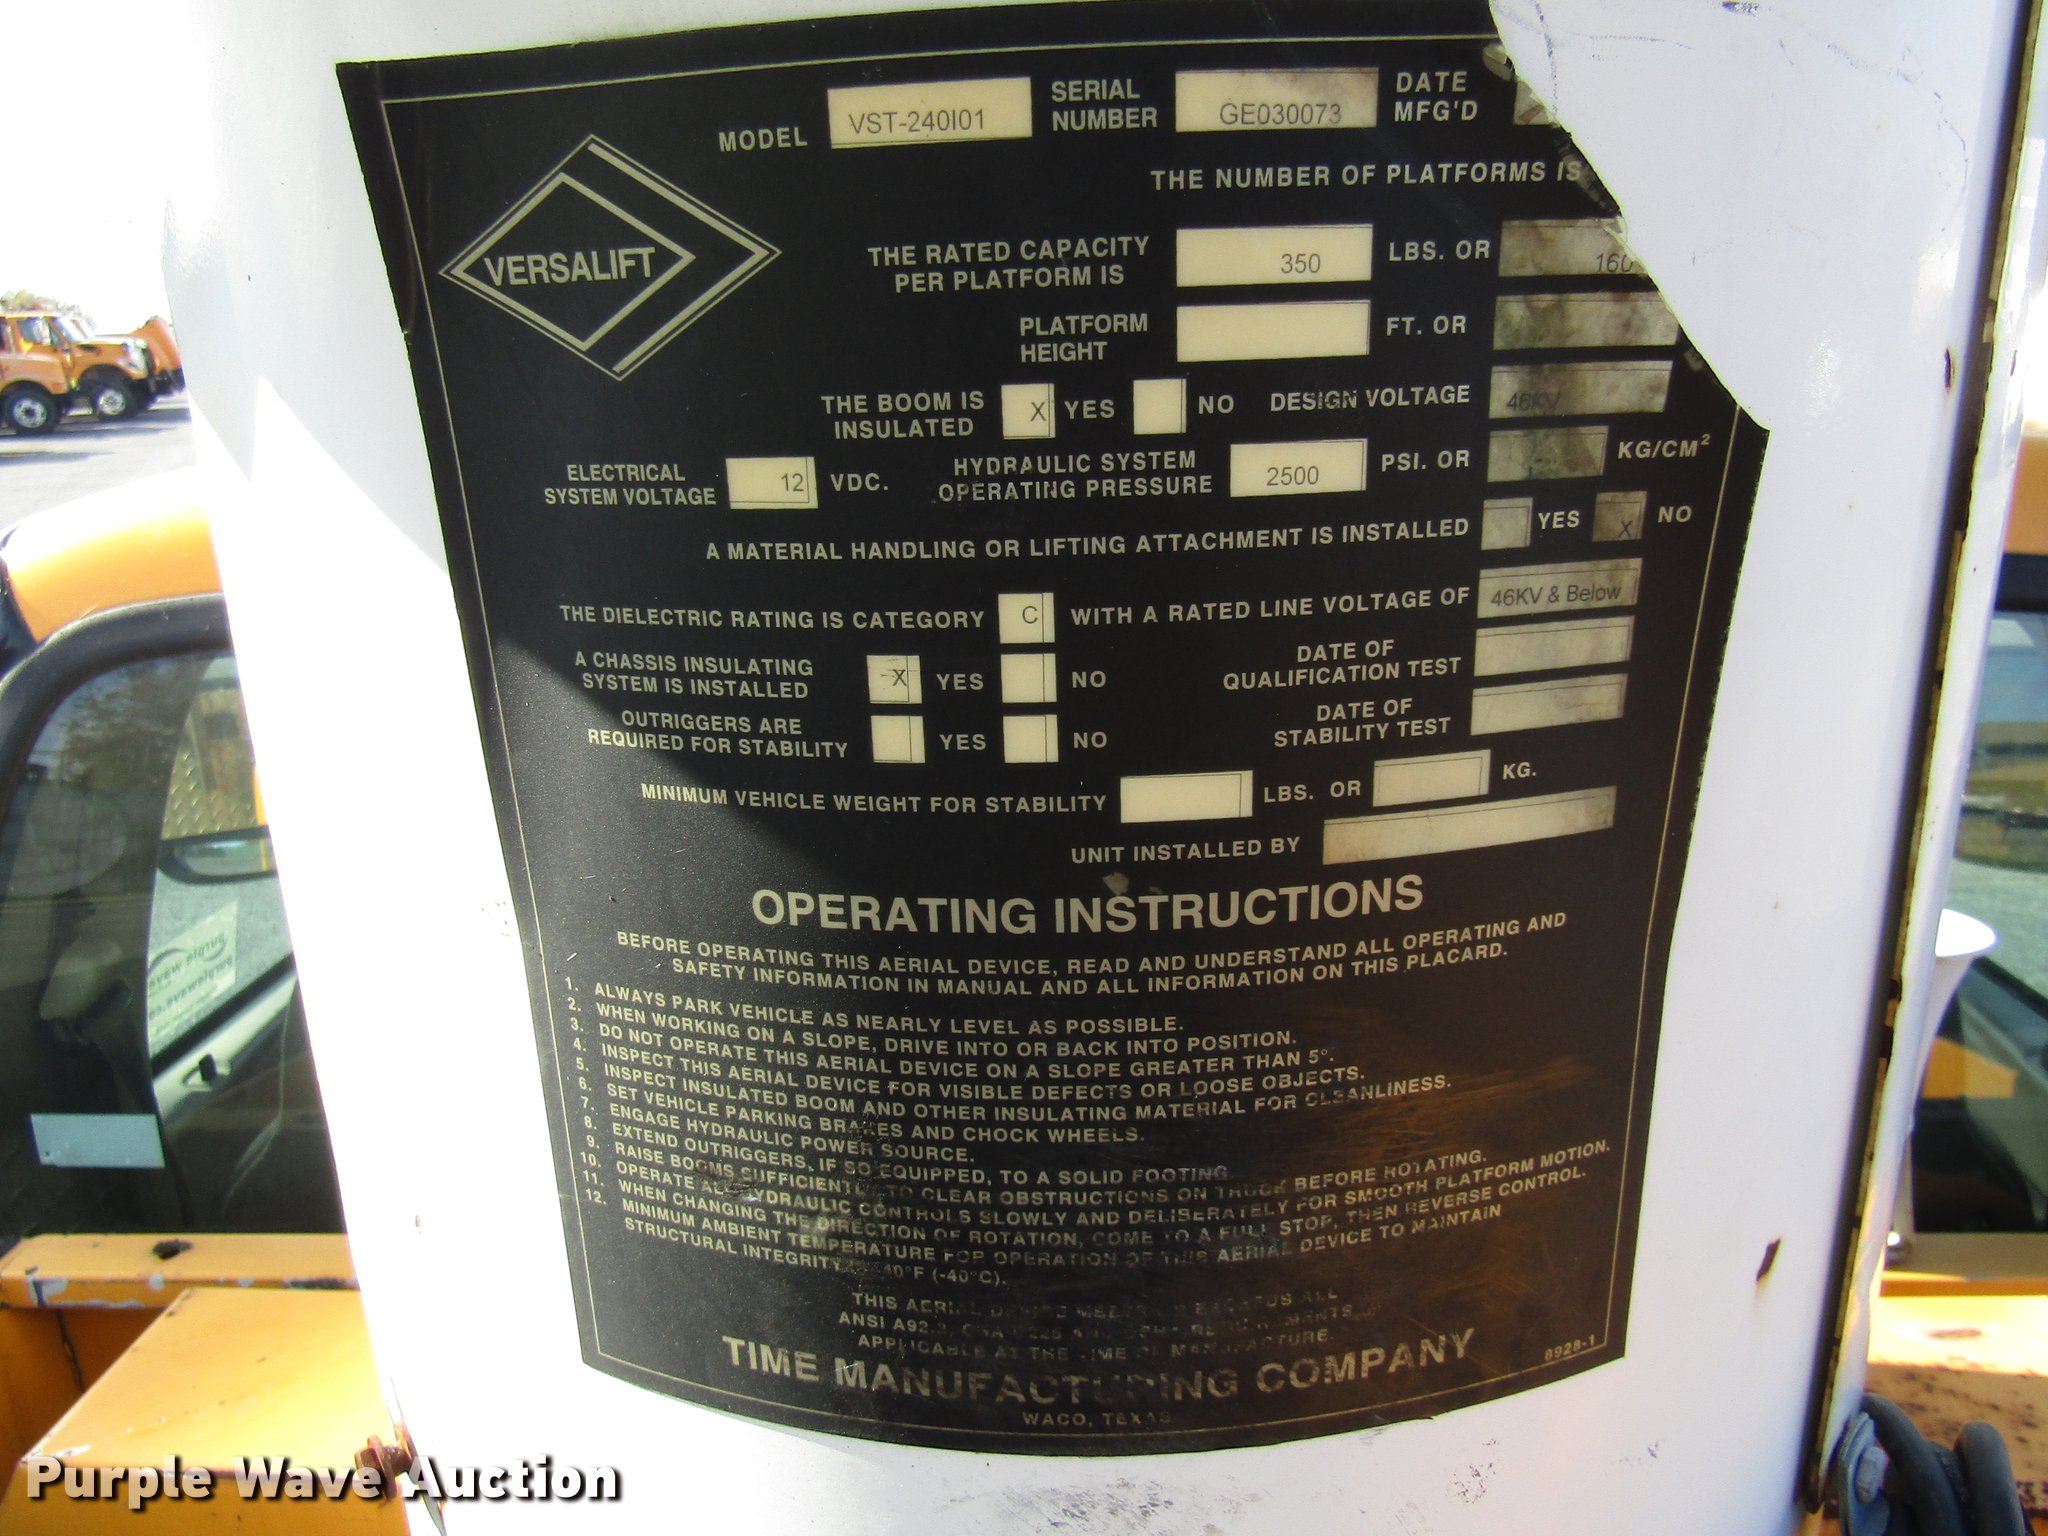 VERSALIFT
MODEL VST-240I01 SERIAL NUMBER GE030073 DATE MFG'D
THE NUMBER OF PLATFORMS IS
THE RATED CAPACITY PER PLATFORM IS 350 LBS. OR 160
PLATFORM HEIGHT FT. OR
THE BOOM IS INSULATED X YES NO DESIGN VOLTAGE 46KV
ELECTRICAL SYSTEM VOLTAGE 12 VDC. HYDRAULIC SYSTEM OPERATING PRESSURE 2500 PSI. OR KG/CM²
A MATERIAL HANDLING OR LIFTING ATTACHMENT IS INSTALLED YES X NO
THE DIELECTRIC RATING IS CATEGORY C WITH A RATED LINE VOLTAGE OF 46KV & Below
A CHASSIS INSULATING SYSTEM IS INSTALLED X YES NO DATE OF QUALIFICATION TEST
OUTRIGGERS ARE REQUIRED FOR STABILITY YES NO DATE OF STABILITY TEST
MINIMUM VEHICLE WEIGHT FOR STABILITY LBS. OR KG.
UNIT INSTALLED BY
OPERATING INSTRUCTIONS
BEFORE OPERATING THIS AERIAL DEVICE, READ AND UNDERSTAND ALL OPERATING AND
SAFETY INFORMATION IN MANUAL AND ALL INFORMATION ON THIS PLACARD.
1. ALWAYS PARK VEHICLE AS NEARLY LEVEL AS POSSIBLE.
2. WHEN WORKING ON A SLOPE, DRIVE INTO OR BACK INTO POSITION.
3. DO NOT OPERATE THIS AERIAL DEVICE ON A SLOPE GREATER THAN 5°.
4. INSPECT THIS AERIAL DEVICE FOR VISIBLE DEFECTS OR LOOSE OBJECTS.
5. INSPECT INSULATED BOOM AND OTHER INSULATING MATERIAL FOR CLEANLINESS.
6. SET VEHICLE PARKING BRAKES AND CHOCK WHEELS.
7. ENGAGE HYDRAULIC POWER SOURCE.
8. EXTEND OUTRIGGERS, IF SO EQUIPPED, TO A SOLID FOOTING.
9. RAISE BOOMS SUFFICIENTLY TO CLEAR OBSTRUCTIONS ON TRUCK BEFORE ROTATING.
10. OPERATE ALL HYDRAULIC CONTROLS SLOWLY AND DELIBERATELY FOR SMOOTH PLATFORM MOTION.
11. WHEN CHANGING THE DIRECTION OF ROTATION, COME TO A FULL STOP, THEN REVERSE CONTROL.
12. MINIMUM AMBIENT TEMPERATURE FOR OPERATION OF THIS AERIAL DEVICE TO MAINTAIN
STRUCTURAL INTEGRITY 40°F (-40°C).
THIS AERIAL DEVICE ALL
ANSI A92.2,
APPLICABLE AT THE TIME OF MANUFACTURE.
TIME MANUFACTURING COMPANY
WACO, TEXAS
8928-1
Purple Wave Auction